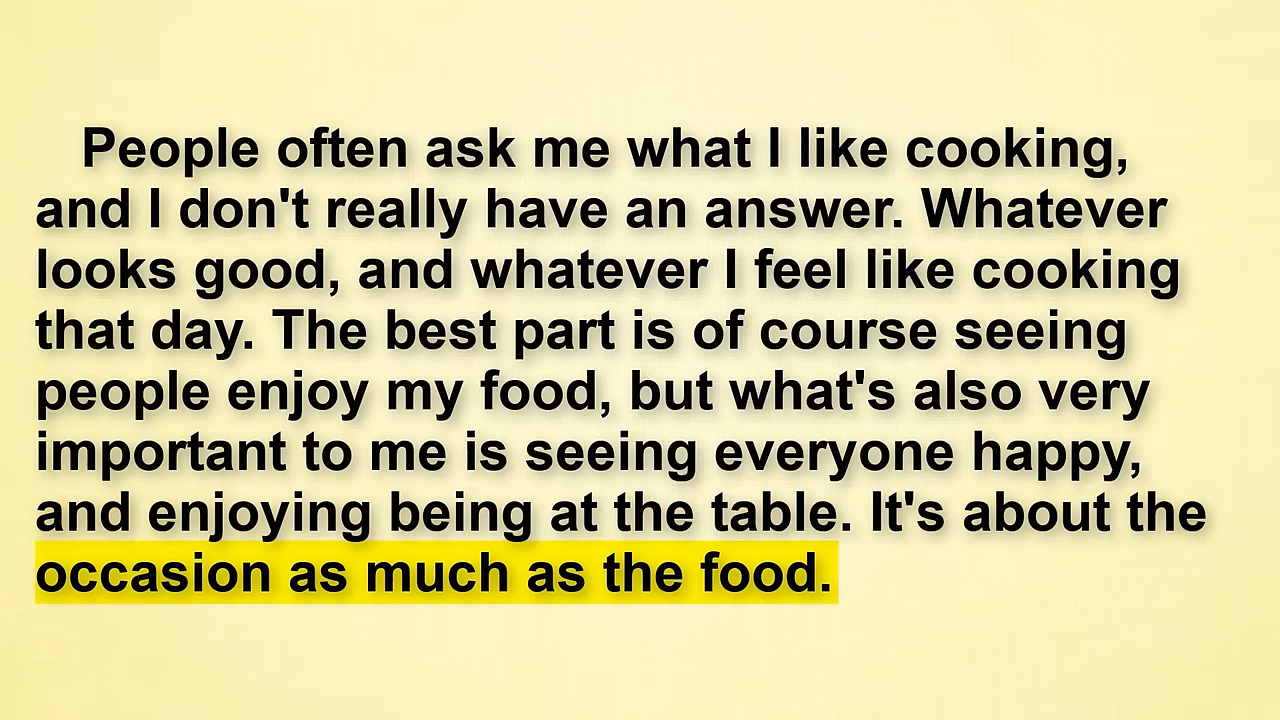 People often ask me what I like cooking,
and I don't really have an answer. Whatever
looks good, and whatever I feel like cooking
that day. The best part is of course seeing
people enjoy my food, but what's also very
important to me is seeing everyone happy,
and enjoying being at the table. It's about the
occasion as much as the food.